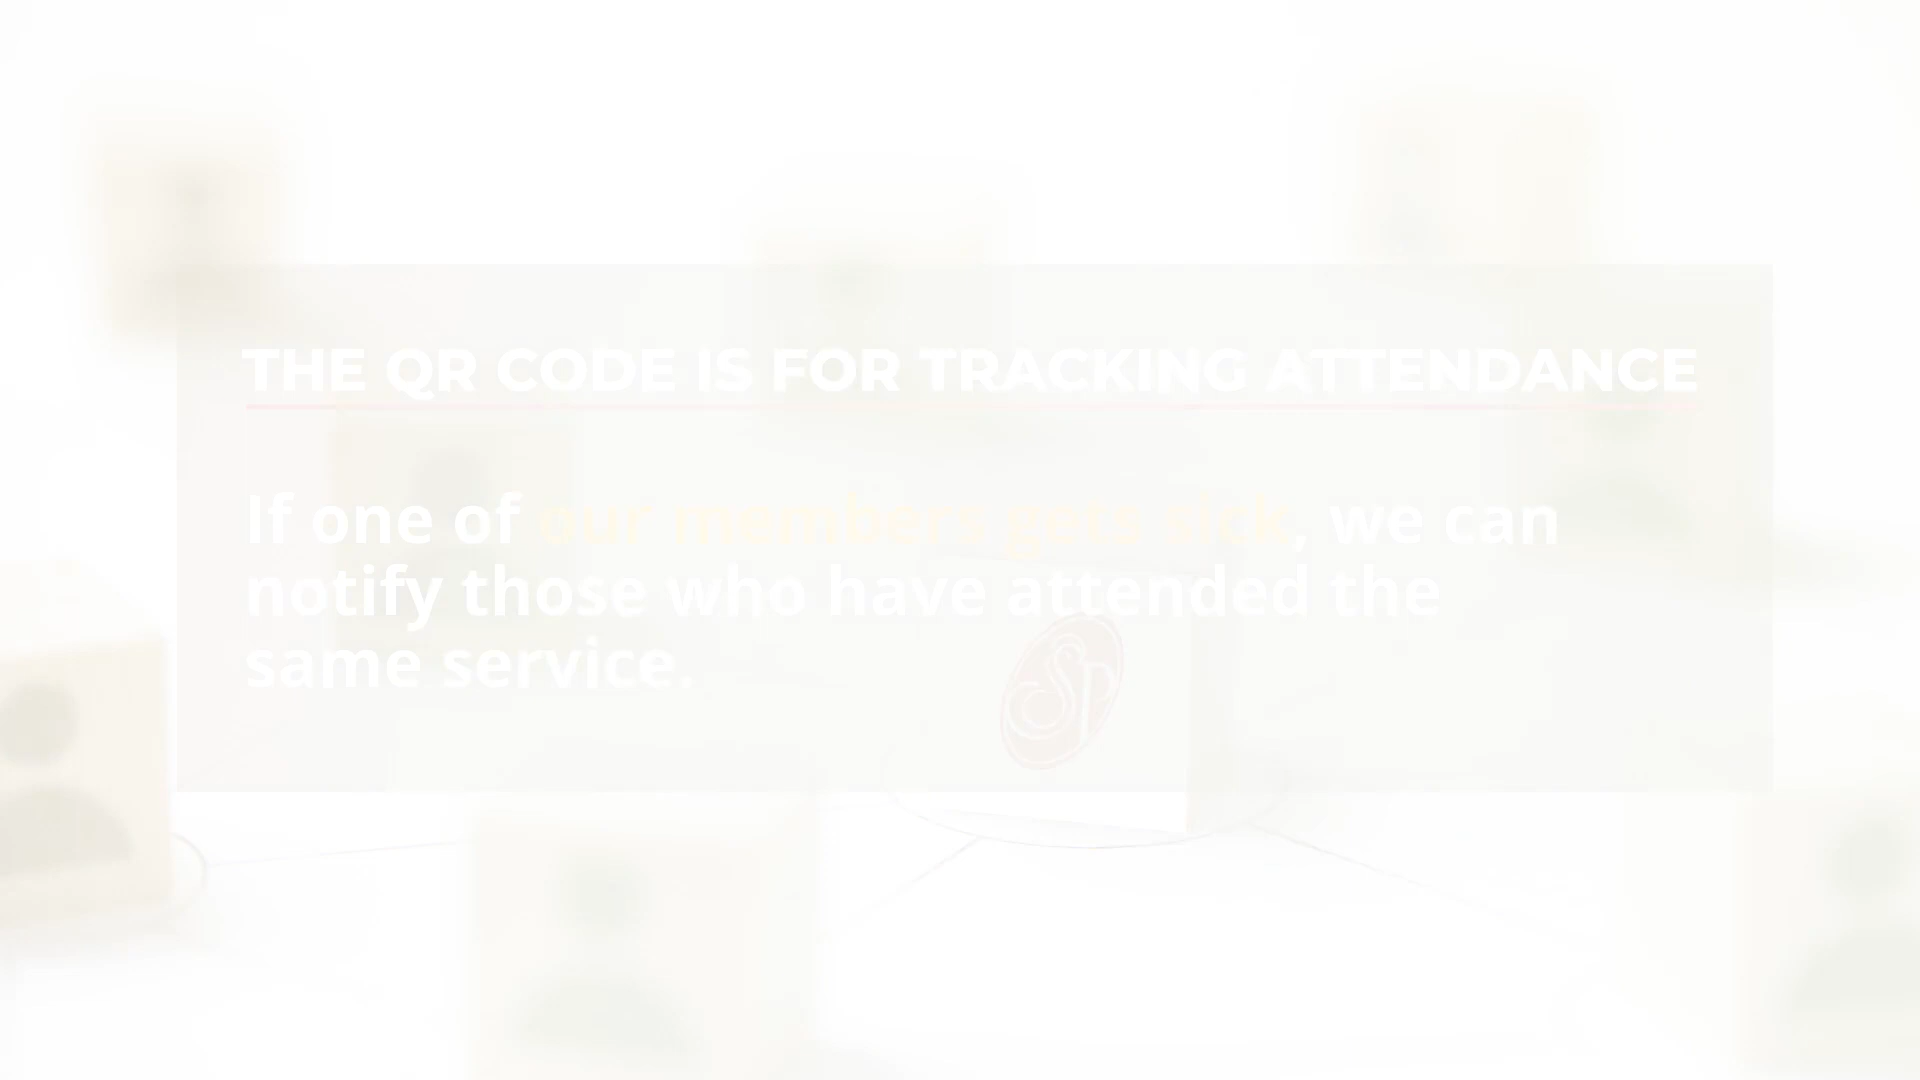 THE QR CODE IS FOR TRACKING ATTENDANCE
If one of our members gets sick, we can
notify those who have attended the
same service.